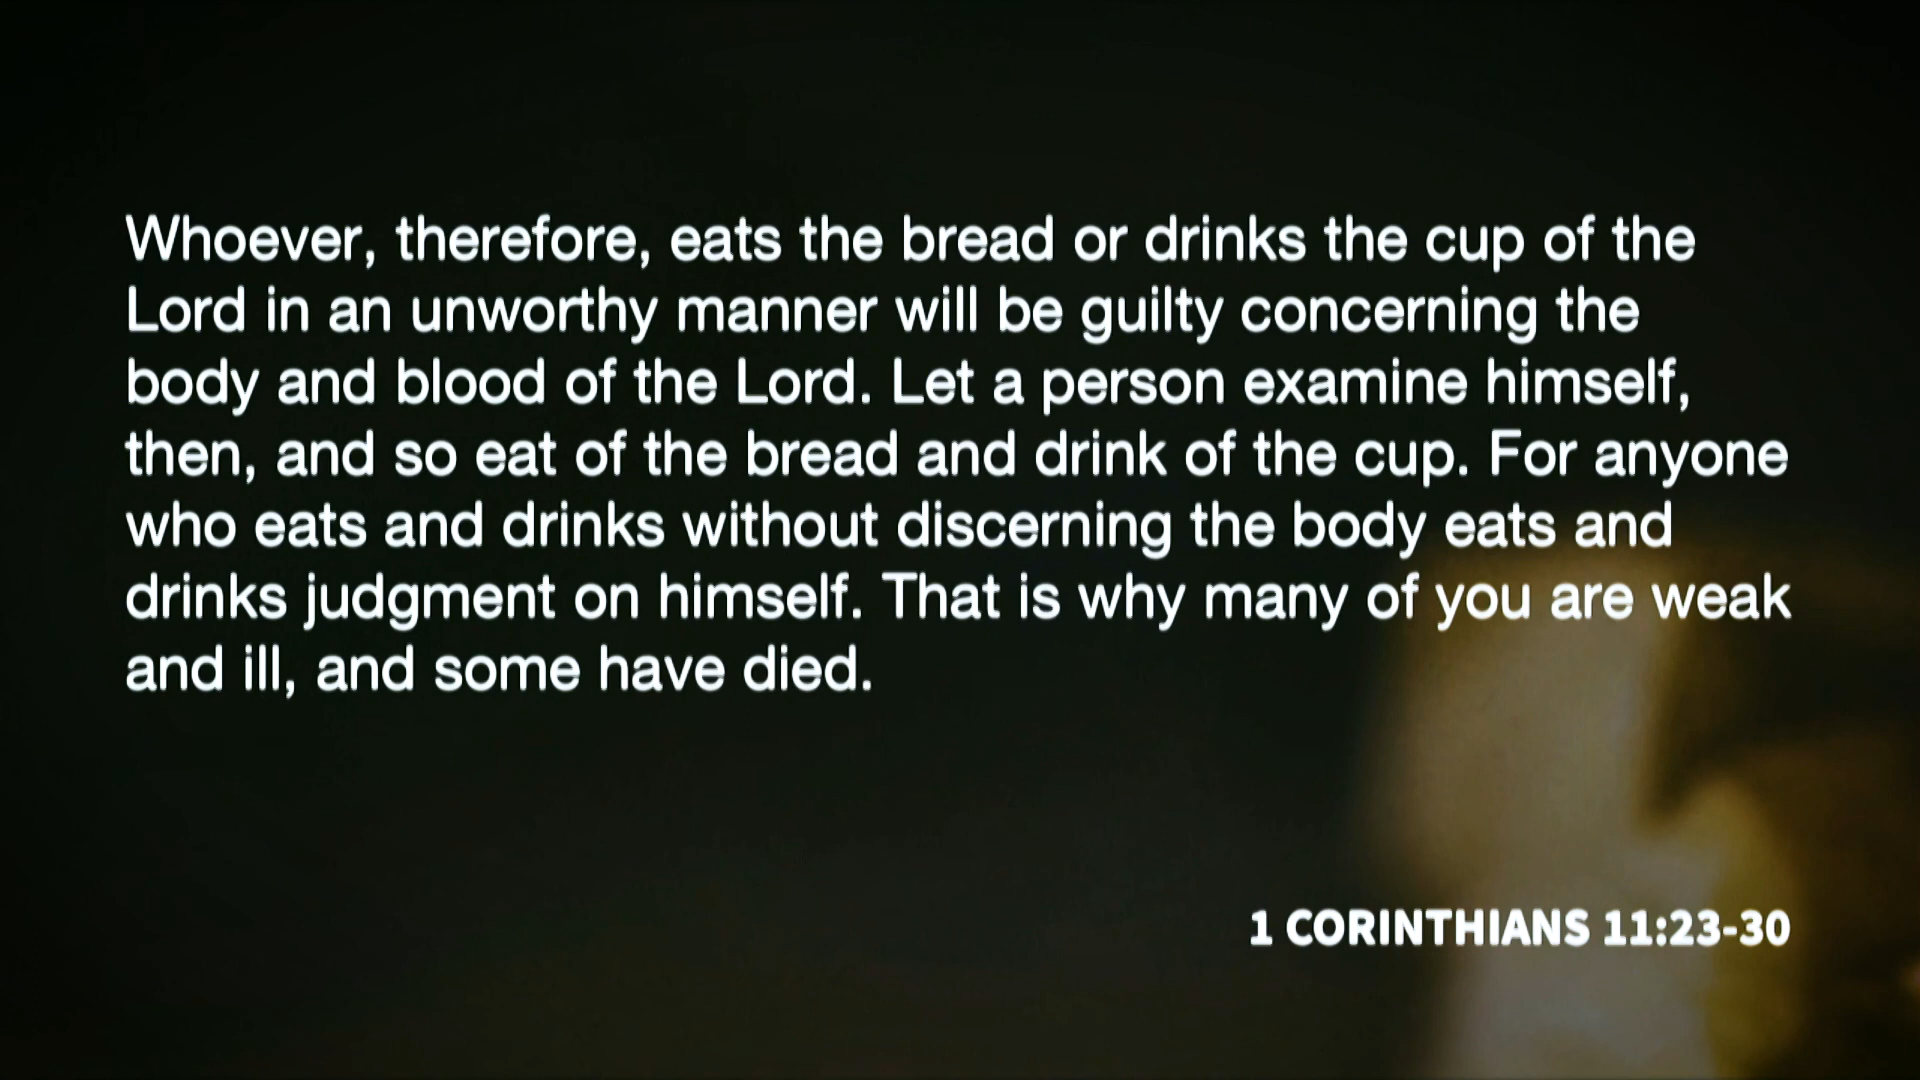 Whoever, therefore, eats the bread or drinks the cup of the
Lord in an unworthy manner will be guilty concerning the
body and blood of the Lord. Let a person examine himself,
then, and so eat of the bread and drink of the cup. For anyone
who eats and drinks without discerning the body eats and
drinks judgment on himself. That is why many of you are weak
and ill, and some have died.
1 CORINTHIANS 11:23-30